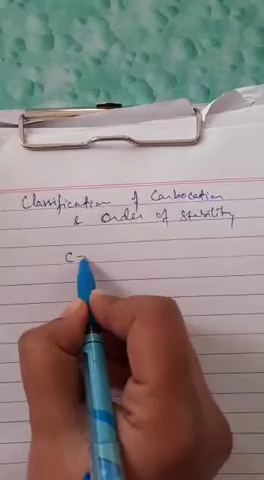 Classification of Carbocation
& Order of stability
C-